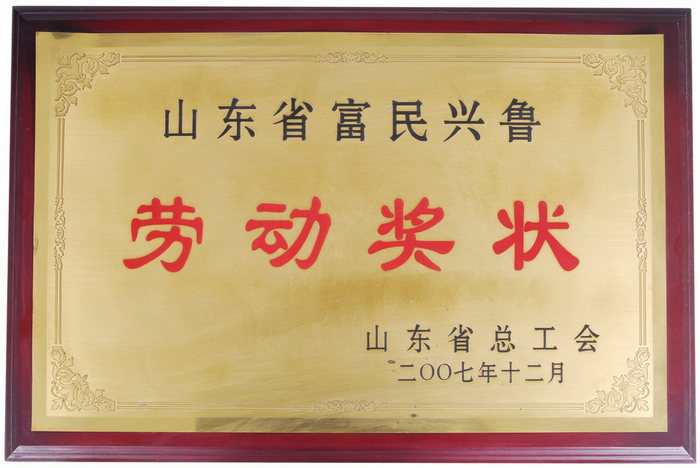 山东省富民兴鲁
劳动奖状
山东省总工会
二〇〇七年十二月